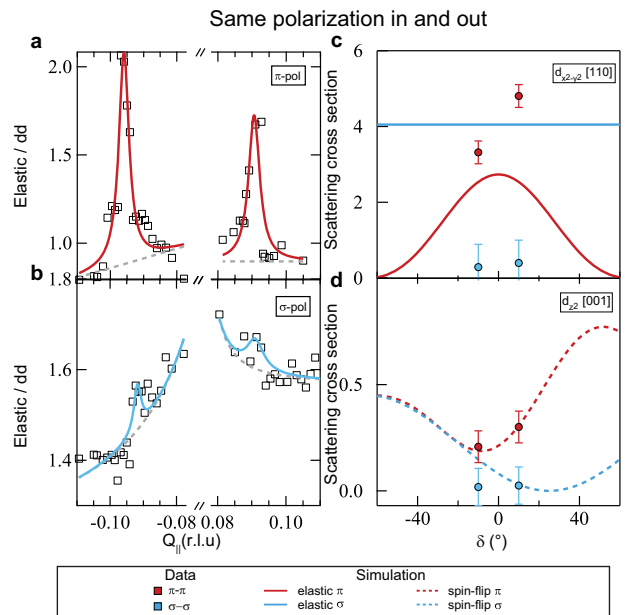 Same polarization in and out
a
π-pol
Elastic / dd
2.0
1.5
1.0
0.9
1.8
b
σ-pol
Elastic / dd
1.6
1.4
-0.10
-0.08
0.08
0.10
Q||(r.l.u)
//
//
c
dx2-y2 [110]
Scattering cross section
6
4
2
0
d
dz2 [001]
Scattering cross section
0.5
0.0
-40
0
40
δ (°)
Data
Simulation
π-π
elastic π
spin-flip π
σ–σ
elastic σ
spin-flip σ